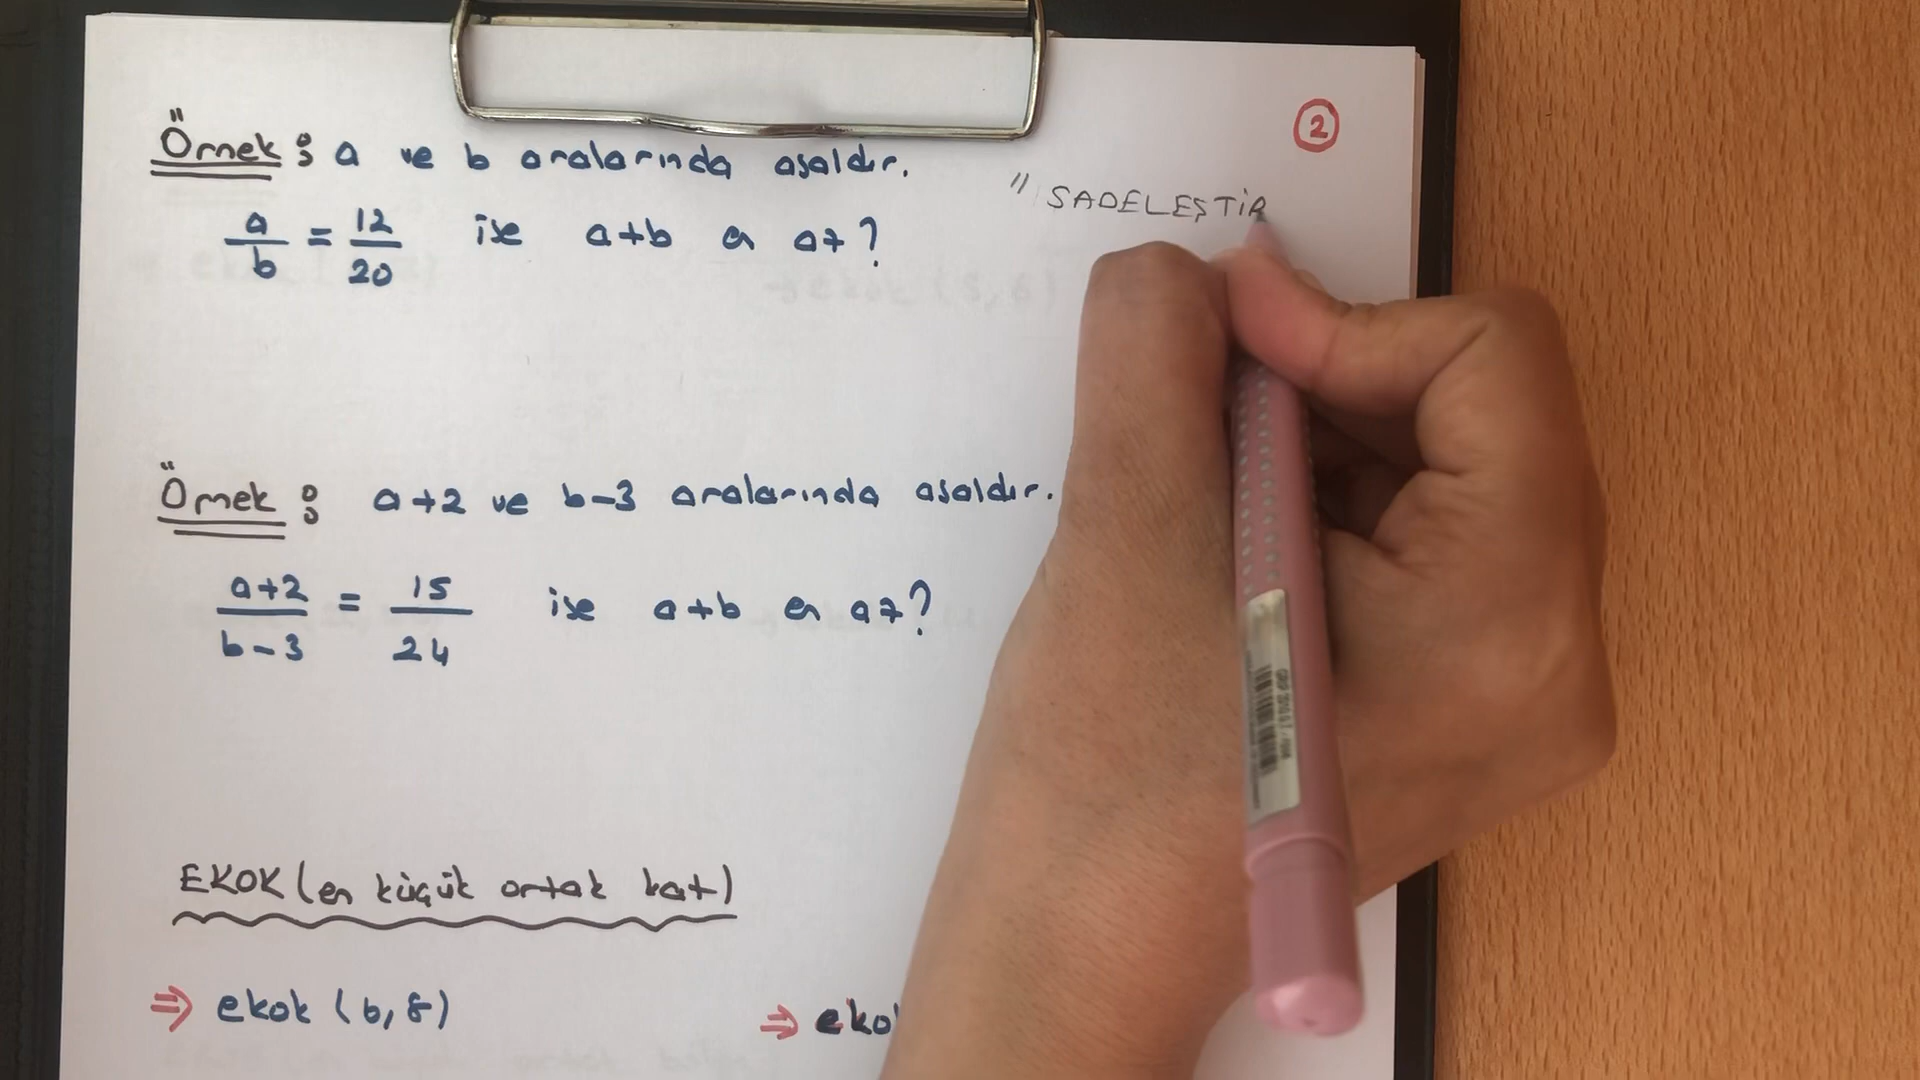 2
Örnek : a ve b aralarında asaldır.
" SADELEŞTİR
a/b = 12/20 ise a+b en az?
Örnek : a+2 ve b-3 aralarında asaldır.
a+2/b-3 = 15/24 ise a+b en az?
EKOK (en küçük ortak kat)
⇒ ekok (6,8)
⇒ eko